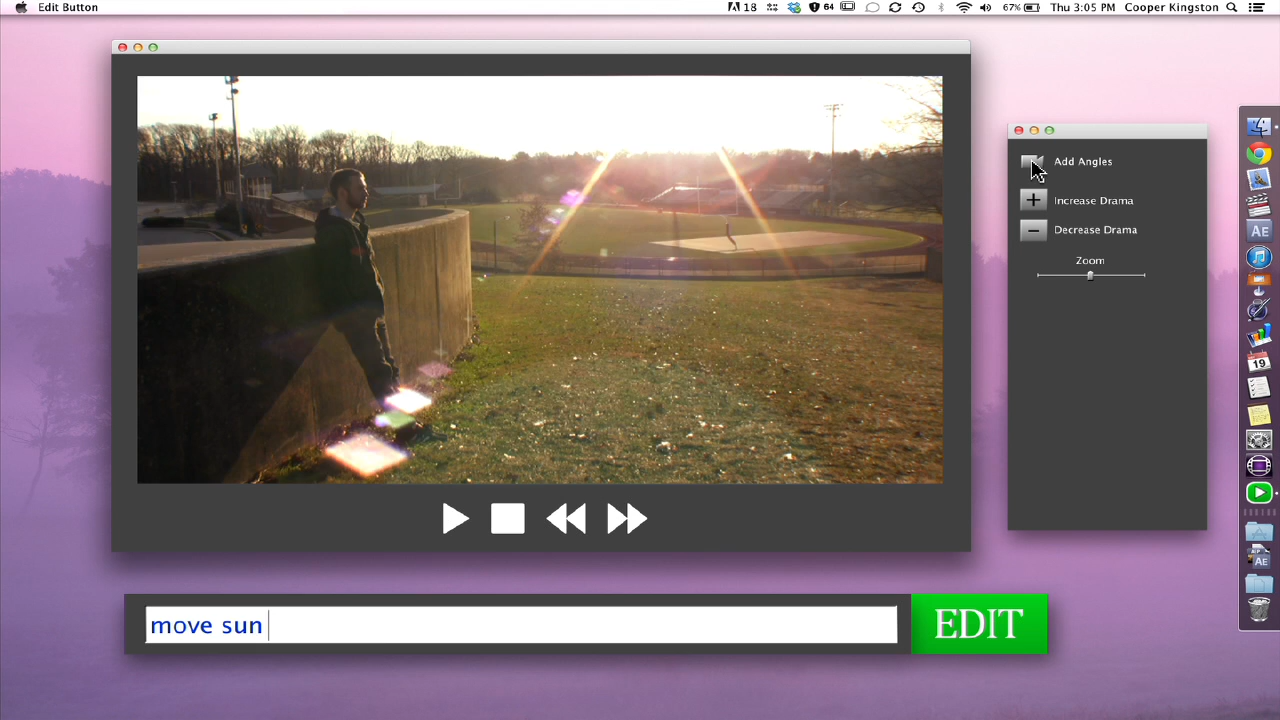 Edit Button
18
64
67%
Thu 3:05 PM
Cooper Kingston
Add Angles
Increase Drama
Decrease Drama
Zoom
AE
19
AE
move sun
EDIT